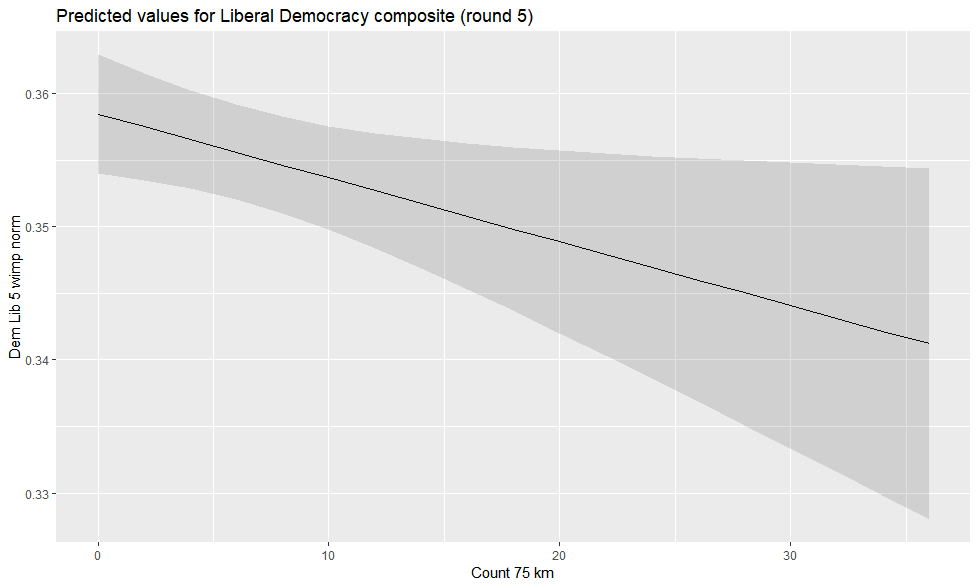 Predicted values for Liberal Democracy composite (round 5)
0.36
0.35
0.34
0.33
Dem Lib 5 wimp norm
0 10 20 30
Count 75 km